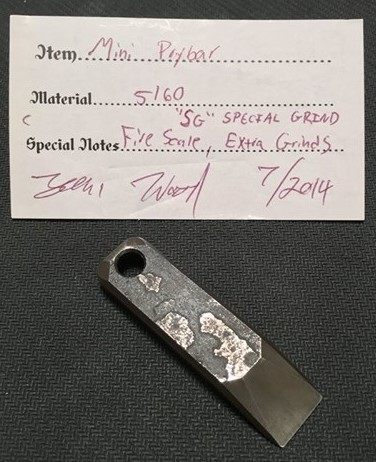 Item Mini Prybar
Material 5160
"SG" SPECIAL GRIND
Special Notes Fire Scale, Extra Grinds
7/2014